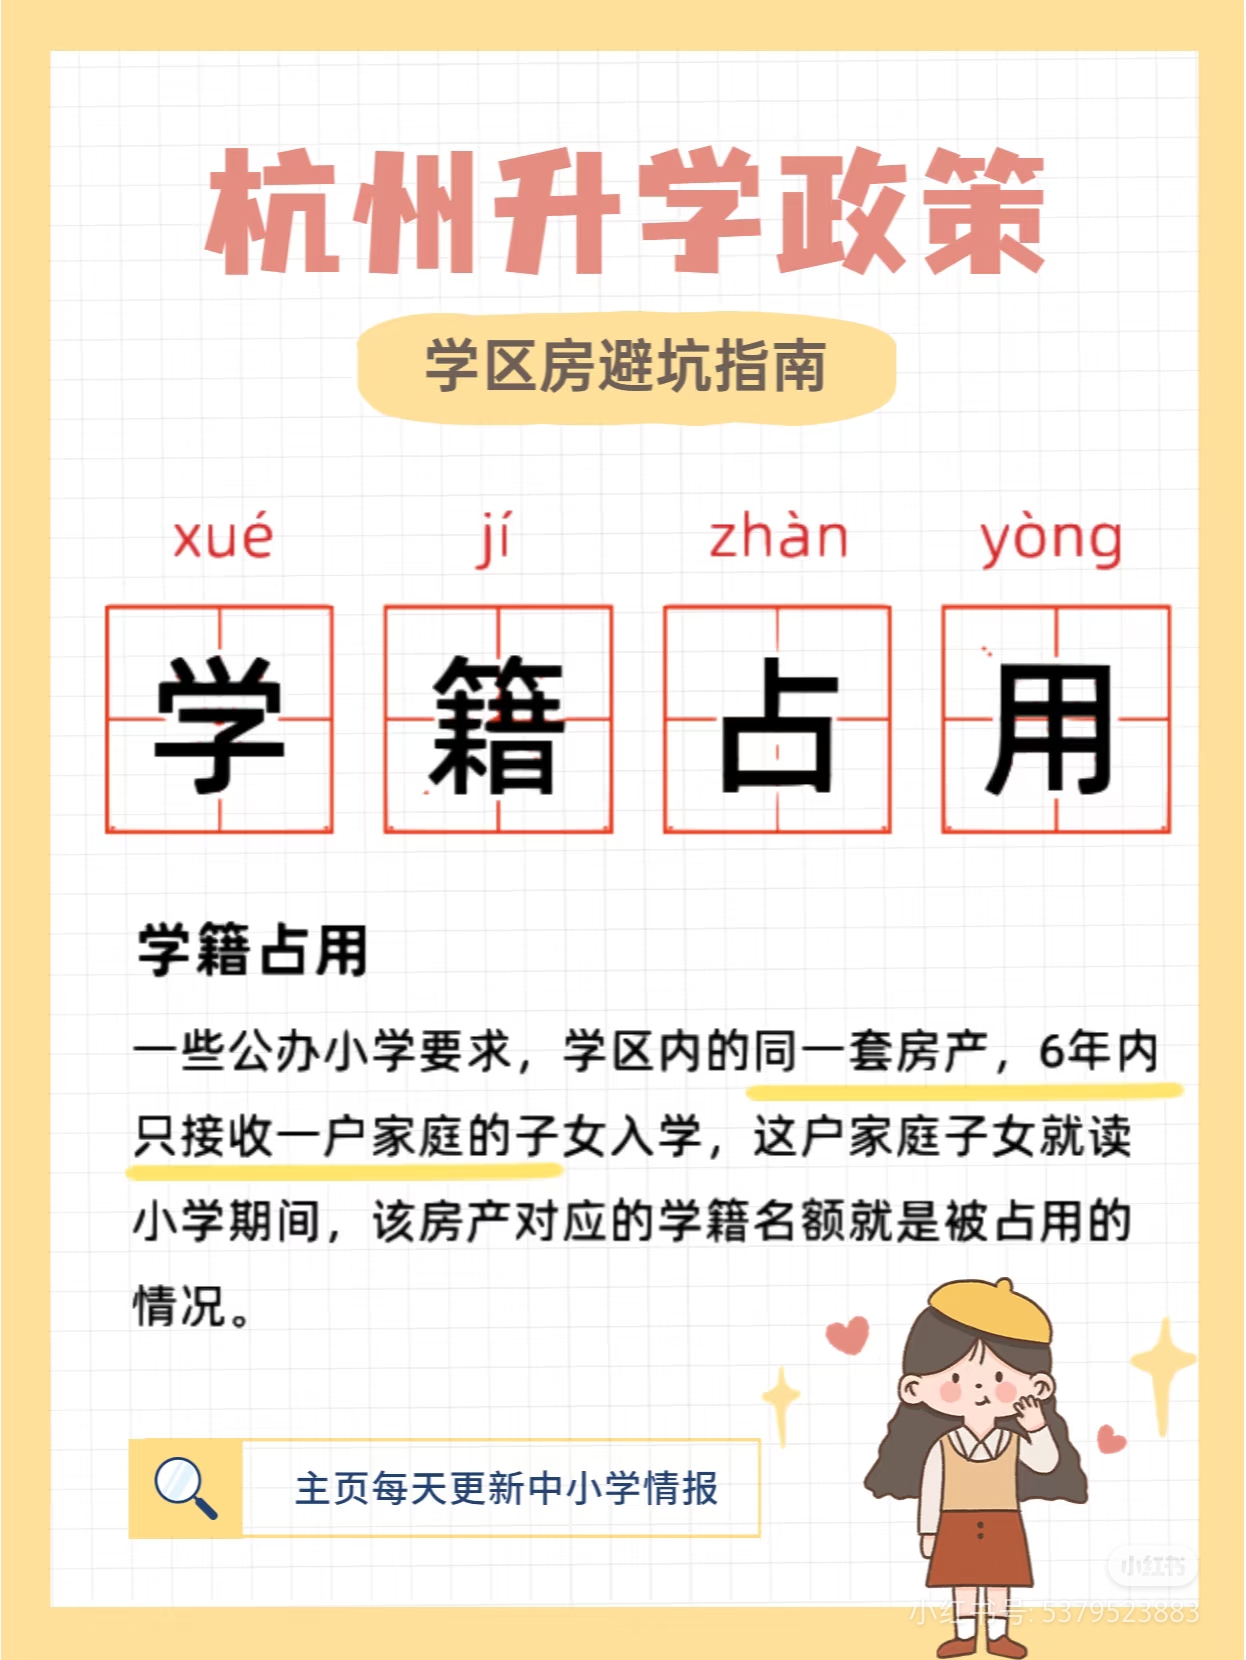 杭州升学政策
学区房避坑指南
xué jí zhàn yòng
学籍占用
学籍占用
一些公办小学要求，学区内的同一套房产，6年内
只接收一户家庭的子女入学，这户家庭子女就读
小学期间，该房产对应的学籍名额就是被占用的
情况。
主页每天更新中小学情报
小红书
小红书号: 5379523883